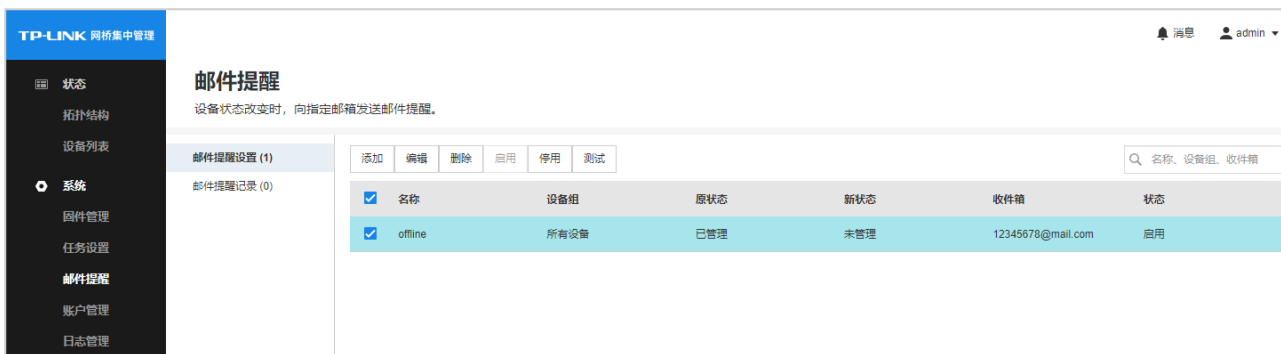 TP-LINK 网桥集中管理
消息 admin
状态
拓扑结构
设备列表
系统
固件管理
任务设置
邮件提醒
账户管理
日志管理
邮件提醒
设备状态改变时，向指定邮箱发送邮件提醒。
邮件提醒设置 (1)
邮件提醒记录 (0)
添加 编辑 删除 启用 停用 测试
名称、设备组、收件箱
名称 设备组 原状态 新状态 收件箱 状态
offline 所有设备 已管理 未管理 12345678@mail.com 启用